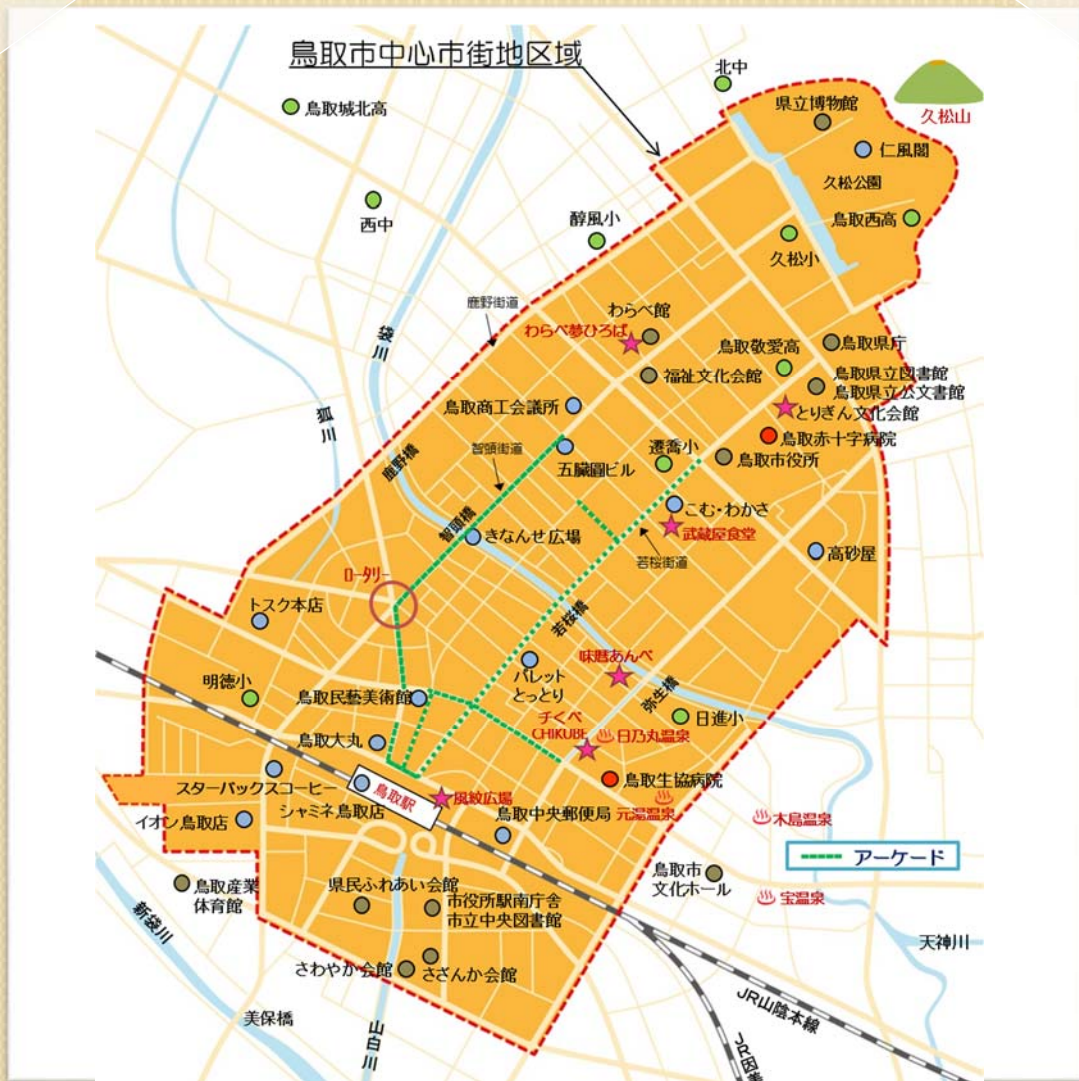 鳥取市中心市街地区域
北中
久松山
県立博物館
鳥取城北高
仁風閣
久松公園
西中
醇風小
鳥取西高
久松小
鹿野街道
わらべ館
わらべ夢ひろば
袋川
鳥取県庁
鳥取敬愛高
福祉文化会館
鳥取県立図書館
鳥取県立公文書館
鳥取商工会議所
とりぎん文化会館
鳥取赤十字病院
智頭街道
遷喬小
鹿野橋
五臓圓ビル
鳥取市役所
こむ・わかさ
智頭橋
きなんせ広場
武蔵屋食堂
高砂屋
若桜街道
ロータリー
トスク本店
若桜橋
味暦あんべ
パレット
とっとり
明徳小
鳥取民藝美術館
弥生橋
日進小
チくべ
CHIKUBE
日乃丸温泉
鳥取大丸
鳥取生協病院
スターバックスコーヒー
鳥取駅
風紋広場
シャミネ鳥取店
鳥取中央郵便局
元湯温泉
イオン鳥取店
木島温泉
アーケード
鳥取市
文化ホール
県民ふれあい会館
鳥取産業
体育館
市役所駅南庁舎
市立中央図書館
宝温泉
新袋川
天神川
さわやか会館
さざんか会館
JR山陰本線
美保橋
山白川
JR因